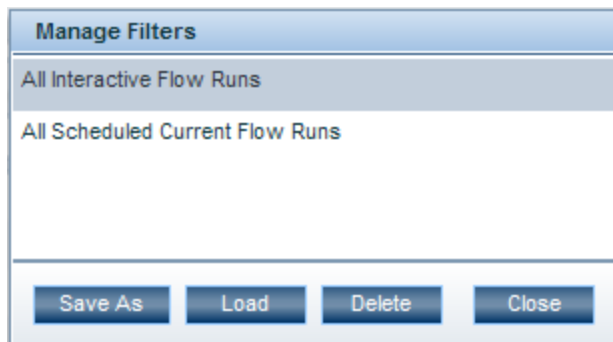 Manage Filters
All Interactive Flow Runs
All Scheduled Current Flow Runs
Save As Load Delete Close